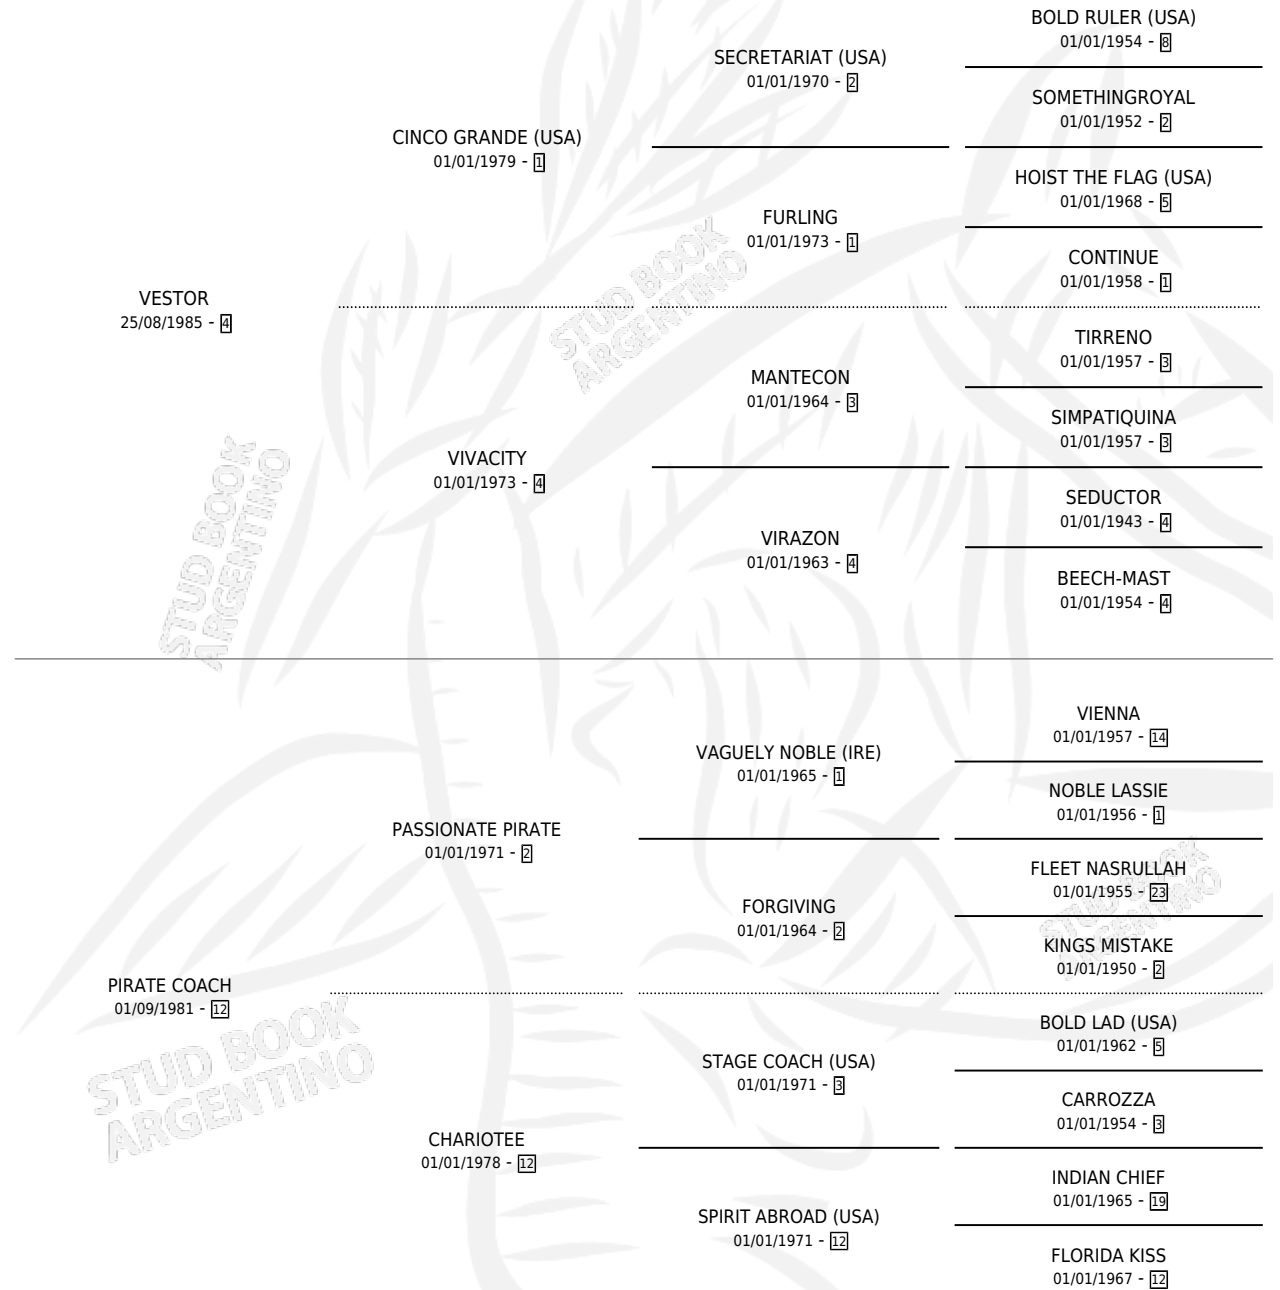 BOLD RULER (USA)
01/01/1954 - 8
SECRETARIAT (USA)
01/01/1970 - 2
SOMETHINGROYAL
01/01/1952 - 2
CINCO GRANDE (USA)
01/01/1979 - 1
HOIST THE FLAG (USA)
01/01/1968 - 5
FURLING
01/01/1973 - 1
CONTINUE
01/01/1958 - 1
VESTOR
25/08/1985 - 4
STUD BOOK
ARGENTINO
TIRRENO
01/01/1957 - 3
MANTECON
01/01/1964 - 3
SIMPATIQUINA
01/01/1957 - 3
VIVACITY
01/01/1973 - 4
SEDUCTOR
01/01/1943 - 4
VIRAZON
01/01/1963 - 4
BEECH-MAST
01/01/1954 - 4
STUD BOOK
ARGENTINO
VIENNA
01/01/1957 - 14
VAGUELY NOBLE (IRE)
01/01/1965 - 1
NOBLE LASSIE
01/01/1956 - 1
PASSIONATE PIRATE
01/01/1971 - 2
FLEET NASRULLAH
01/01/1955 - 23
STUD BOOK
ARGENTINO
FORGIVING
01/01/1964 - 2
KINGS MISTAKE
01/01/1950 - 2
PIRATE COACH
01/09/1981 - 12
BOLD LAD (USA)
01/01/1962 - 5
STAGE COACH (USA)
01/01/1971 - 3
CARROZZA
01/01/1954 - 3
STUD BOOK
ARGENTINO
CHARIOTEE
01/01/1978 - 12
INDIAN CHIEF
01/01/1965 - 19
SPIRIT ABROAD (USA)
01/01/1971 - 12
FLORIDA KISS
01/01/1967 - 12